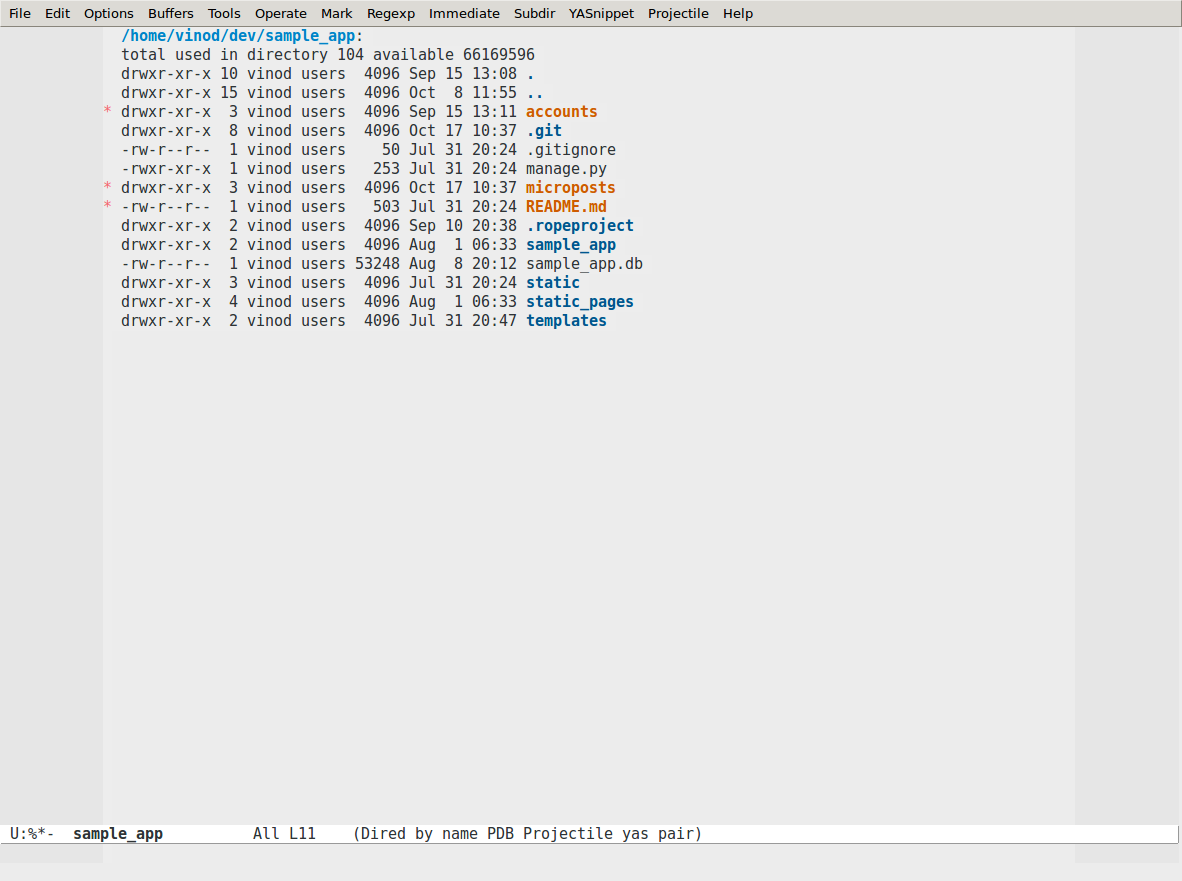 File Edit Options Buffers Tools Operate Mark Regexp Immediate Subdir YASnippet Projectile Help
/home/vinod/dev/sample_app:
total used in directory 104 available 66169596
drwxr-xr-x 10 vinod users  4096 Sep 15 13:08 .
drwxr-xr-x 15 vinod users  4096 Oct  8 11:55 ..
* drwxr-xr-x  3 vinod users  4096 Sep 15 13:11 accounts
drwxr-xr-x  8 vinod users  4096 Oct 17 10:37 .git
-rw-r--r--  1 vinod users    50 Jul 31 20:24 .gitignore
-rwxr-xr-x  1 vinod users   253 Jul 31 20:24 manage.py
* drwxr-xr-x  3 vinod users  4096 Oct 17 10:37 microposts
* -rw-r--r--  1 vinod users   503 Jul 31 20:24 README.md
drwxr-xr-x  2 vinod users  4096 Sep 10 20:38 .ropeproject
drwxr-xr-x  2 vinod users  4096 Aug  1 06:33 sample_app
-rw-r--r--  1 vinod users 53248 Aug  8 20:12 sample_app.db
drwxr-xr-x  3 vinod users  4096 Jul 31 20:24 static
drwxr-xr-x  4 vinod users  4096 Aug  1 06:33 static_pages
drwxr-xr-x  2 vinod users  4096 Jul 31 20:47 templates
U:%*-  sample_app          All L11    (Dired by name PDB Projectile yas pair)